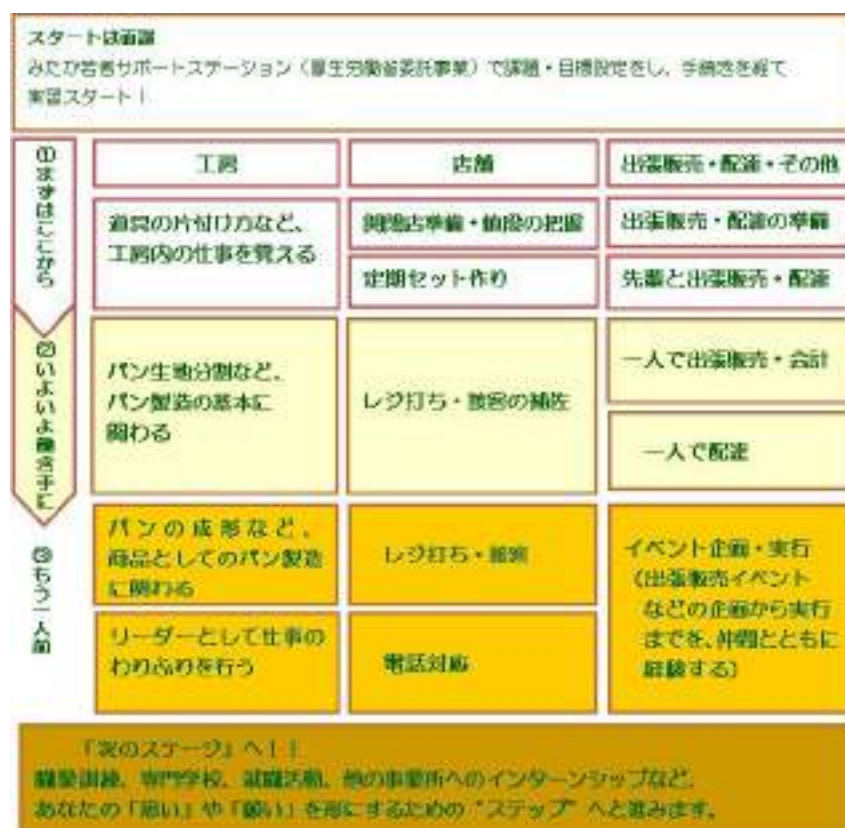 スタートは面談
みたか若者サポートステーション（厚生労働省委託事業）で課題・目標設定をし、手続きを経て
実習スタート！
①まずはここから
工房
店舗
出張販売・配達・その他
道具の片付け方など、
工房内の仕事を覚える
開閉店準備・値段の把握
定期セット作り
出張販売・配達の準備
先輩と出張販売・配達
②いよいよ働き手に
パン生地分割など、
パン製造の基本に
関わる
レジ打ち・接客の補佐
一人で出張販売・会計
一人で配達
③もう一人前
パンの成形など、
商品としてのパン製造
に関わる
リーダーとして仕事の
わりふりを行う
レジ打ち・接客
電話対応
イベント企画・実行
（出張販売イベント
などの企画から実行
までを、仲間とともに
経験する）
「次のステージ」へ！！
職業訓練、専門学校、就職活動、他の事業所へのインターンシップなど、
あなたの「思い」や「願い」を形にするための“ステップ”へと進みます。